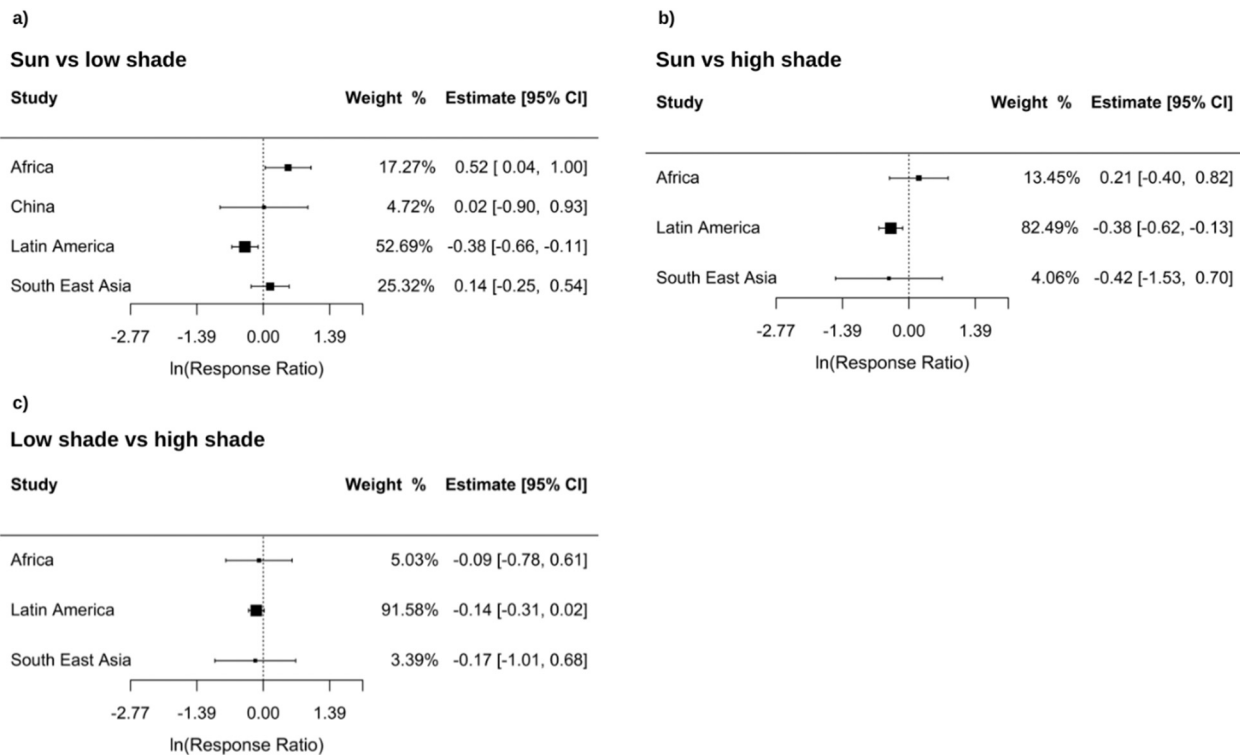 a)
Sun vs low shade
Study Weight % Estimate [95% CI]
Africa 17.27% 0.52 [ 0.04, 1.00]
China 4.72% 0.02 [-0.90, 0.93]
Latin America 52.69% -0.38 [-0.66, -0.11]
South East Asia 25.32% 0.14 [-0.25, 0.54]
-2.77 -1.39 0.00 1.39
ln(Response Ratio)
b)
Sun vs high shade
Study Weight % Estimate [95% CI]
Africa 13.45% 0.21 [-0.40, 0.82]
Latin America 82.49% -0.38 [-0.62, -0.13]
South East Asia 4.06% -0.42 [-1.53, 0.70]
-2.77 -1.39 0.00 1.39
ln(Response Ratio)
c)
Low shade vs high shade
Study Weight % Estimate [95% CI]
Africa 5.03% -0.09 [-0.78, 0.61]
Latin America 91.58% -0.14 [-0.31, 0.02]
South East Asia 3.39% -0.17 [-1.01, 0.68]
-2.77 -1.39 0.00 1.39
ln(Response Ratio)